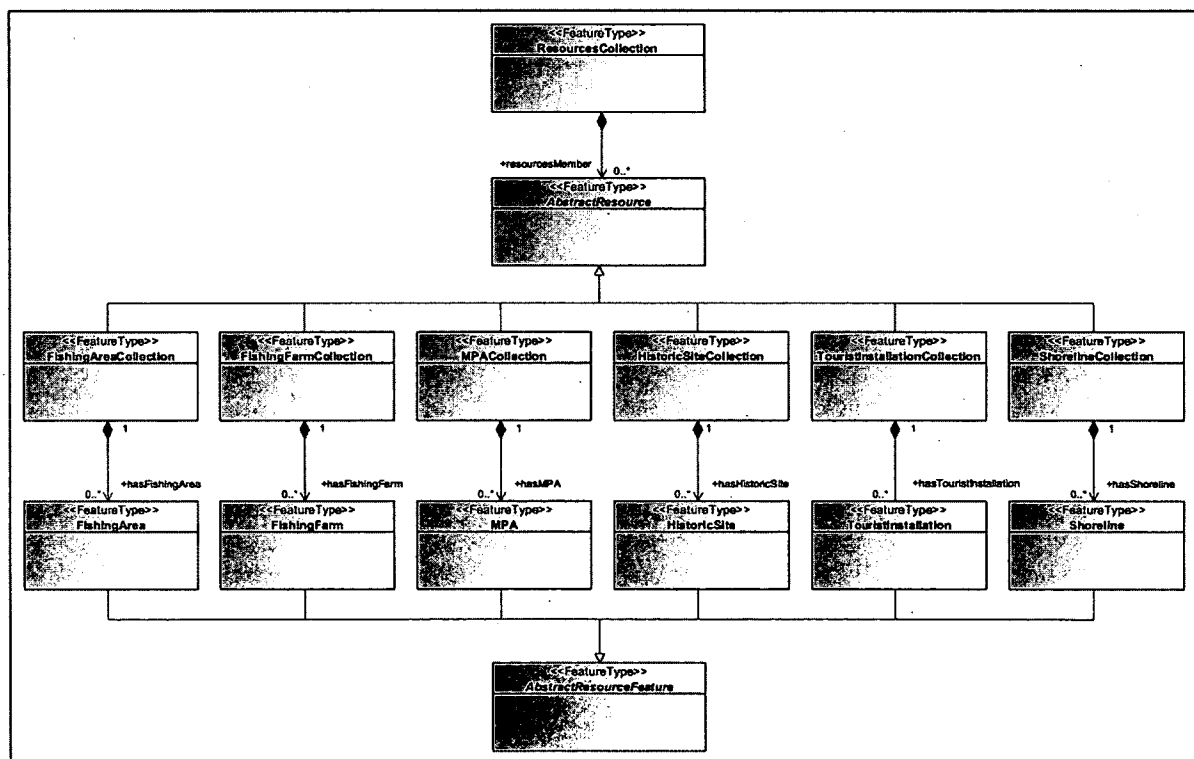 <<FeatureType>>
ResourcesCollection
+resourcesMember
0..*
<<FeatureType>>
AbstractResource
<<FeatureType>>
FishingAreaCollection
<<FeatureType>>
FishingFarmCollection
<<FeatureType>>
MPACollection
<<FeatureType>>
HistoricSiteCollection
<<FeatureType>>
TouristInstallationCollection
<<FeatureType>>
ShorelineCollection
1
1
1
1
1
1
+hasFishingArea
0..*
+hasFishingFarm
0..*
+hasMPA
0..*
+hasHistoricSite
0..*
+hasTouristInstallation
0..*
+hasShoreline
0..*
<<FeatureType>>
FishingArea
<<FeatureType>>
FishingFarm
<<FeatureType>>
MPA
<<FeatureType>>
HistoricSite
<<FeatureType>>
TouristInstallation
<<FeatureType>>
Shoreline
<<FeatureType>>
AbstractResourceFeature